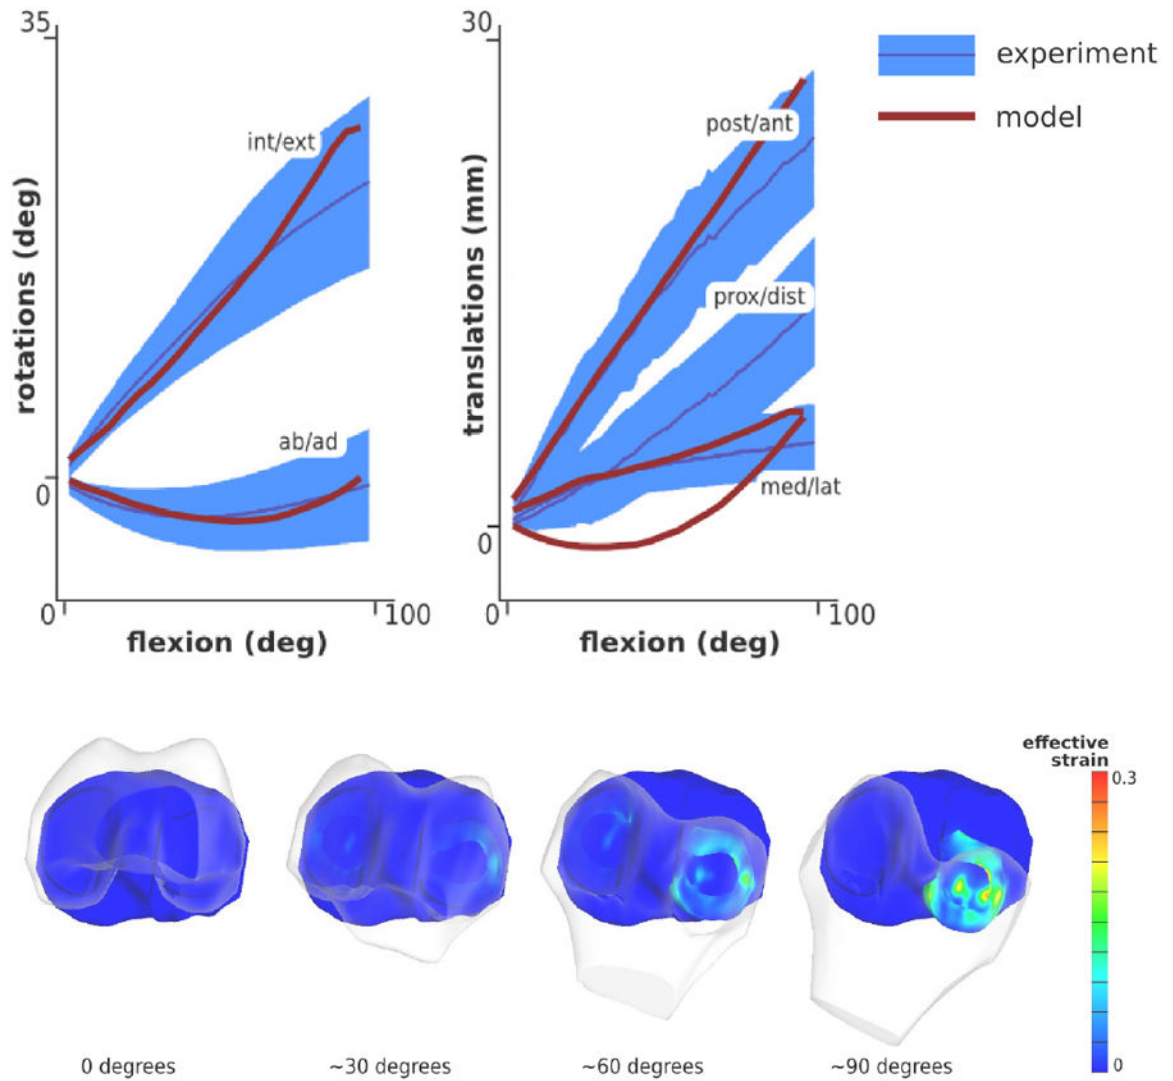 35
int/ext
ab/ad
0
rotations (deg)
0
100
flexion (deg)
30
post/ant
prox/dist
med/lat
0
translations (mm)
0
100
flexion (deg)
experiment
model
effective
strain
0.3
0
0 degrees
~30 degrees
~60 degrees
~90 degrees